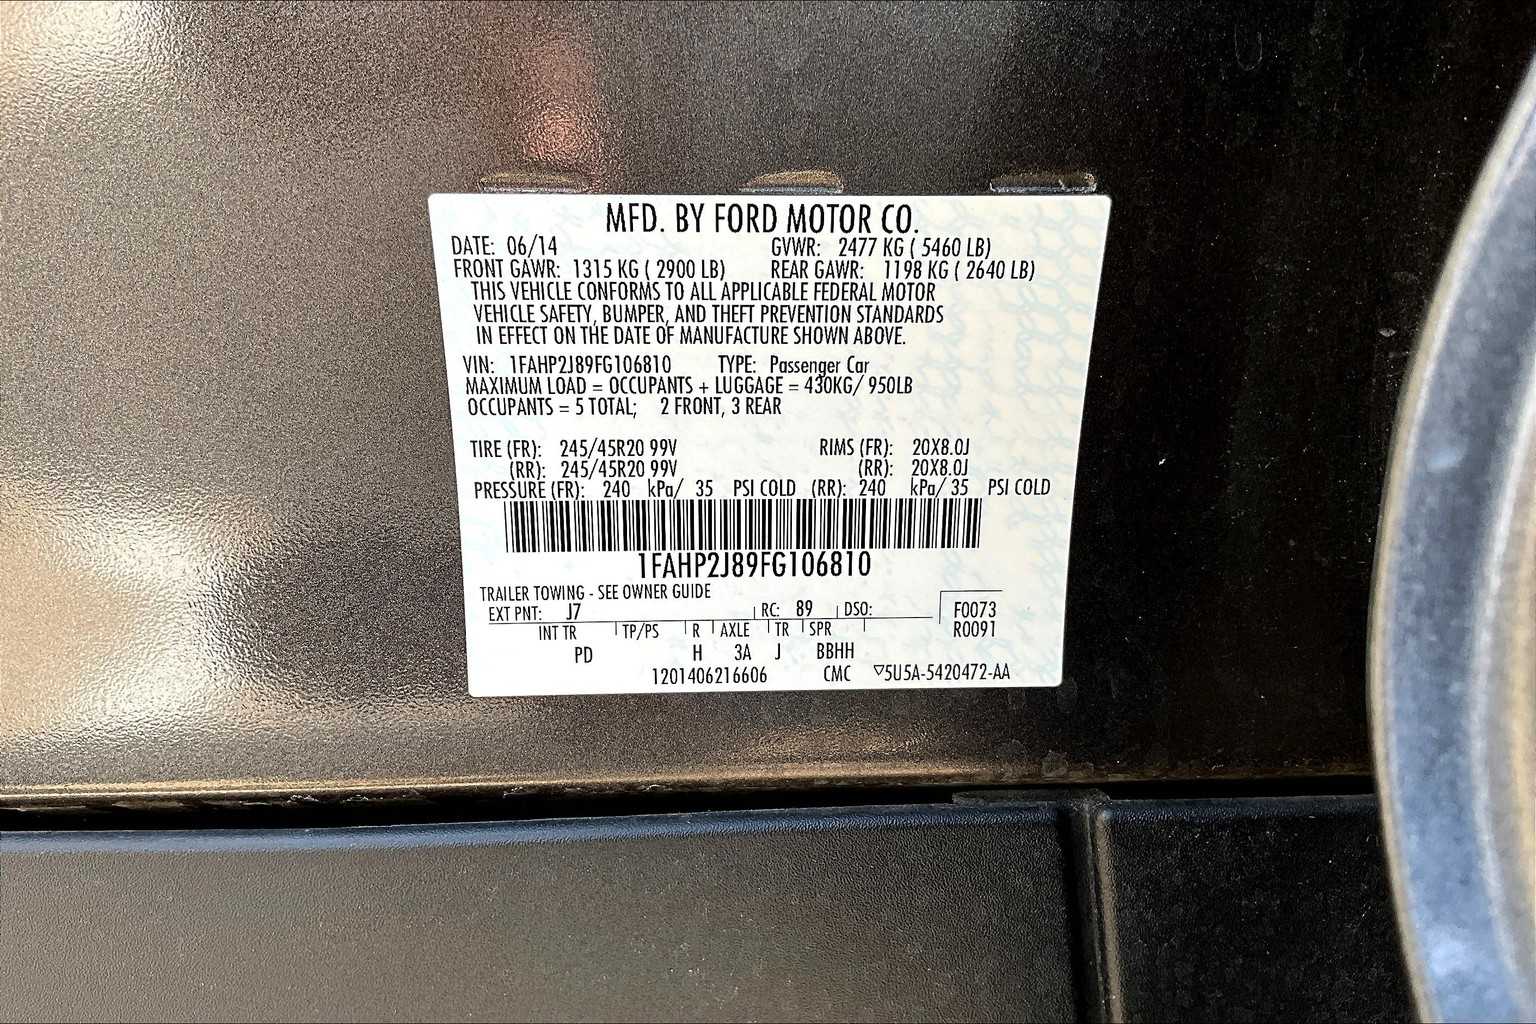 MFD. BY FORD MOTOR CO.
DATE: 06/14 GVWR: 2477 KG ( 5460 LB)
FRONT GAWR: 1315 KG ( 2900 LB) REAR GAWR: 1198 KG ( 2640 LB)
THIS VEHICLE CONFORMS TO ALL APPLICABLE FEDERAL MOTOR
VEHICLE SAFETY, BUMPER, AND THEFT PREVENTION STANDARDS
IN EFFECT ON THE DATE OF MANUFACTURE SHOWN ABOVE.
VIN: 1FAHP2J89FG106810 TYPE: Passenger Car
MAXIMUM LOAD = OCCUPANTS + LUGGAGE = 430KG/ 950LB
OCCUPANTS = 5 TOTAL; 2 FRONT, 3 REAR
TIRE (FR): 245/45R20 99V RIMS (FR): 20X8.0J
(RR): 245/45R20 99V (RR): 20X8.0J
PRESSURE (FR): 240 kPa/ 35 PSI COLD (RR): 240 kPa/ 35 PSI COLD
1FAHP2J89FG106810
TRAILER TOWING - SEE OWNER GUIDE
EXT PNT: J7 RC: 89 DSO: F0073
INT TR TP/PS R AXLE TR SPR R0091
PD H 3A J BBHH
1201406216606 CMC ▽5U5A-5420472-AA